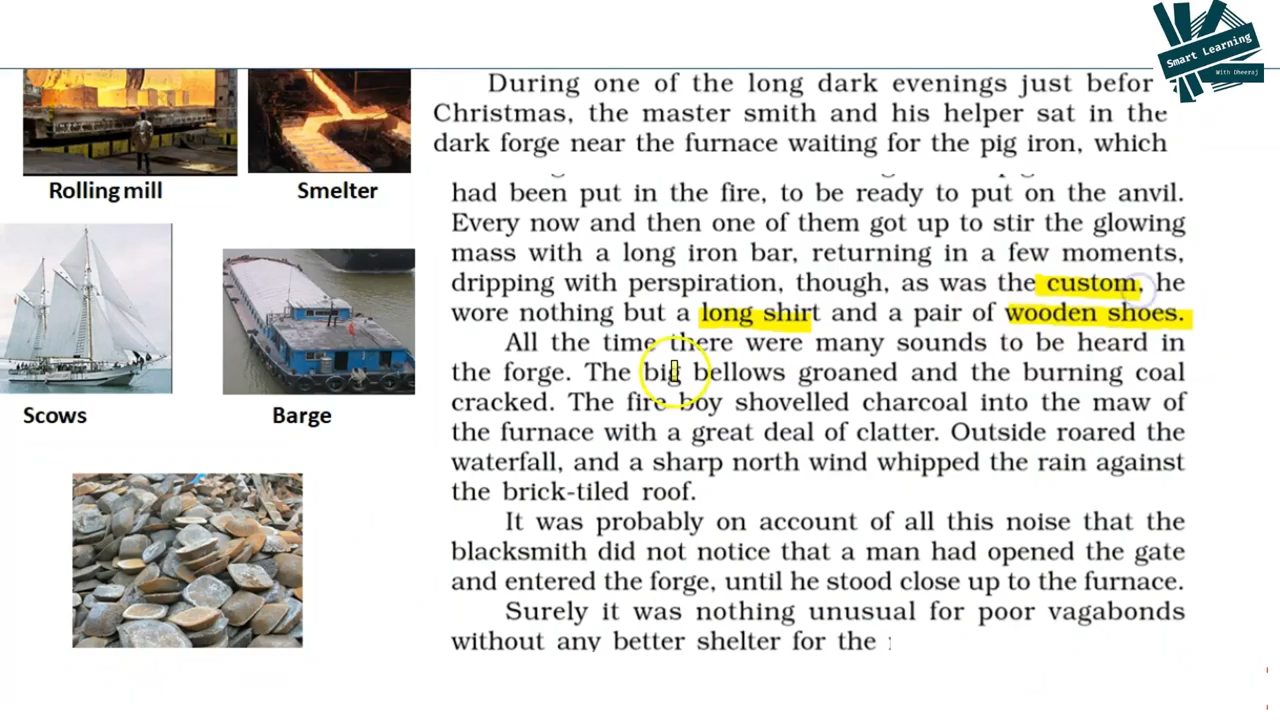 Smart Learning
With Dheeraj
Rolling mill
Smelter
Scows
Barge
During one of the long dark evenings just befor
Christmas, the master smith and his helper sat in the
dark forge near the furnace waiting for the pig iron, which
had been put in the fire, to be ready to put on the anvil.
Every now and then one of them got up to stir the glowing
mass with a long iron bar, returning in a few moments,
dripping with perspiration, though, as was the custom, he
wore nothing but a long shirt and a pair of wooden shoes.
All the time there were many sounds to be heard in
the forge. The big bellows groaned and the burning coal
cracked. The fire boy shovelled charcoal into the maw of
the furnace with a great deal of clatter. Outside roared the
waterfall, and a sharp north wind whipped the rain against
the brick-tiled roof.
It was probably on account of all this noise that the
blacksmith did not notice that a man had opened the gate
and entered the forge, until he stood close up to the furnace.
Surely it was nothing unusual for poor vagabonds
without any better shelter for the